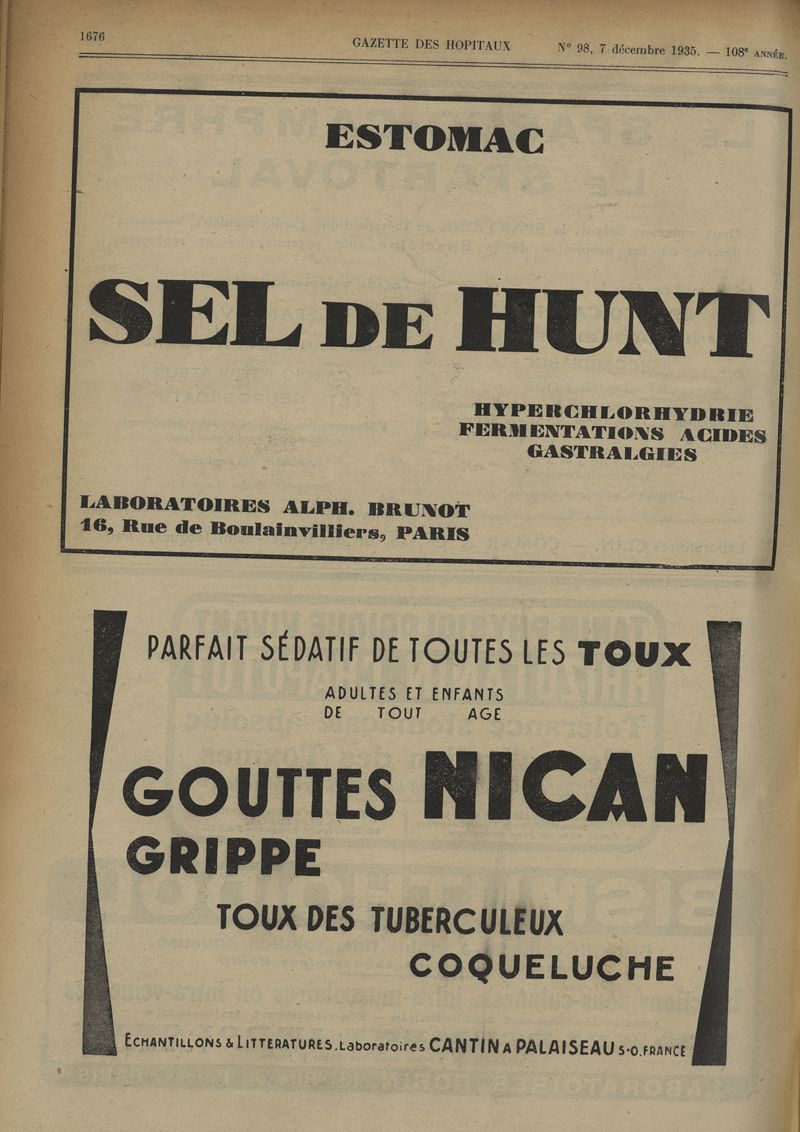 1676
GAZETTE DES HOPITAUX
N° 98, 7 décembre 1935. — 108e ANNÉE.
ESTOMAC
SEL DE HUNT
HYPERCHLORHYDRIE
FERMENTATIONS ACIDES
GASTRALGIES
LABORATOIRES ALPH. BRUNOT
16, Rue de Boulainvilliers, PARIS
PARFAIT SÉDATIF DE TOUTES LES TOUX
ADULTES ET ENFANTS
DE TOUT AGE
GOUTTES NICAN
GRIPPE
TOUX DES TUBERCULEUX
COQUELUCHE
ECHANTILLONS & LITTERATURES. Laboratoires CANTIN A PALAISEAU S-O. FRANCE